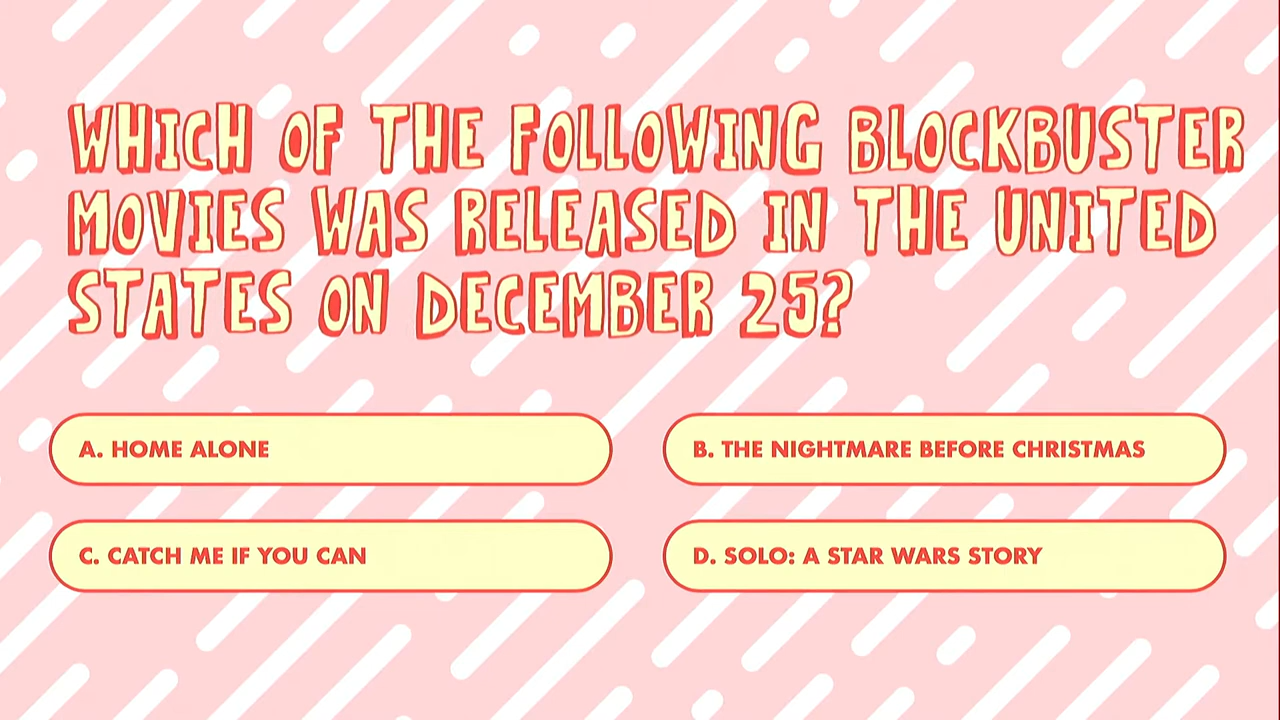 WHICH OF THE FOLLOWING BLOCKBUSTER
MOVIES WAS RELEASED IN THE UNITED
STATES ON DECEMBER 25?
A. HOME ALONE
B. THE NIGHTMARE BEFORE CHRISTMAS
C. CATCH ME IF YOU CAN
D. SOLO: A STAR WARS STORY